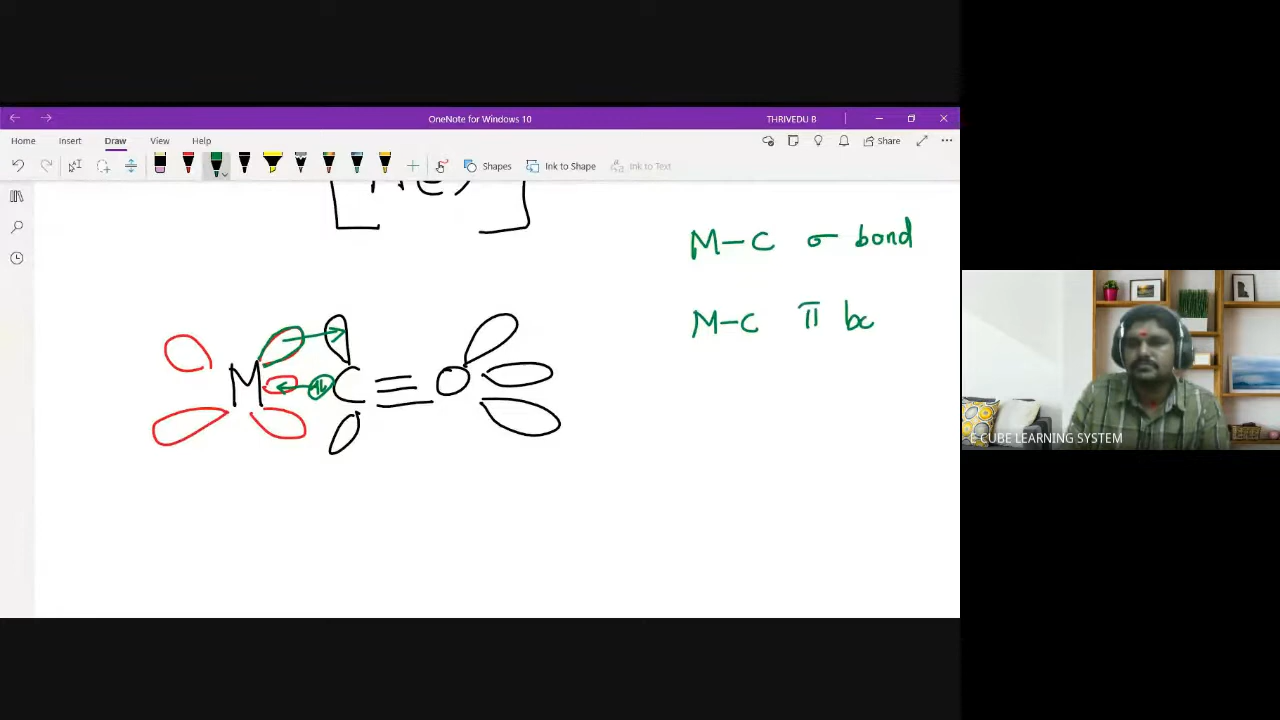 OneNote for Windows 10
THRIVEDU B
Home Insert Draw View Help
Share
Shapes
Ink to Shape
Ink to Text
M–C σ bond
M–C π bo
M C≡O
E CUBE LEARNING SYSTEM